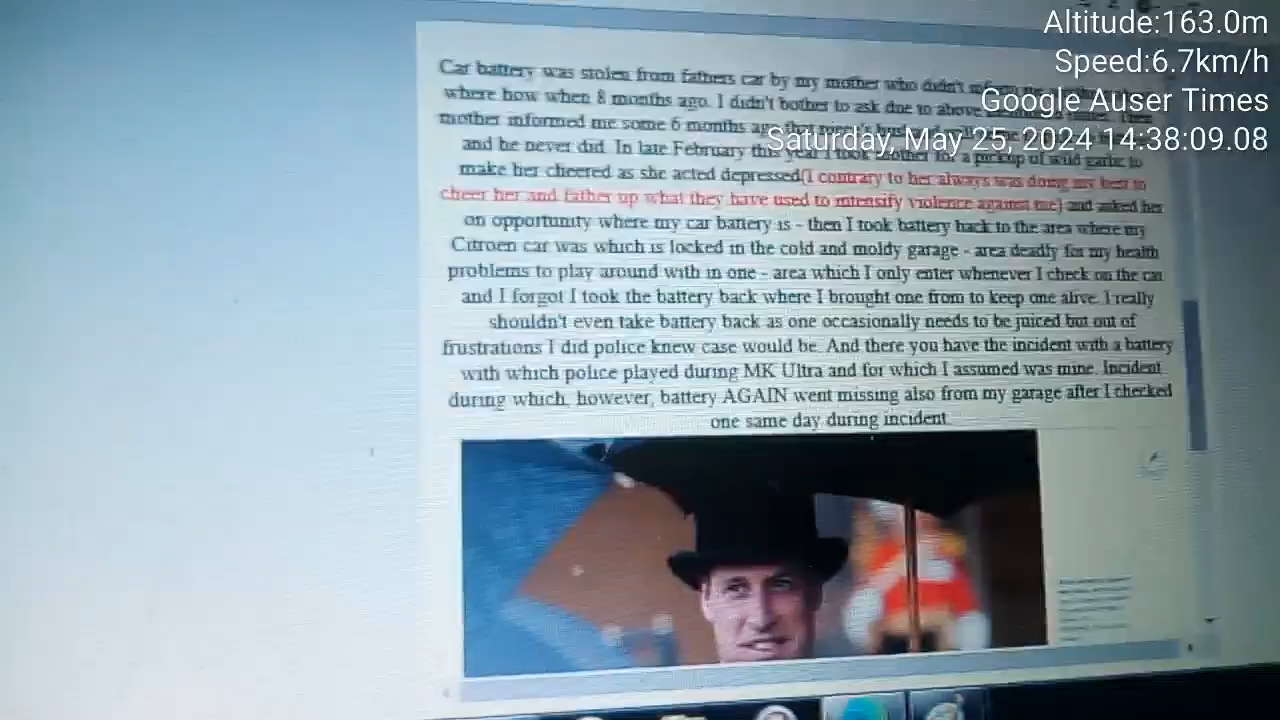 Altitude:163.0m
Speed:6.7km/h
Google Auser Times
Saturday, May 25, 2024 14:38:09.08
Car battery was stolen from fathers car by my mother who didn't
where how when 8 months ago. I didn't bother to ask due to above
mother informed me some 6 months ago
and he never did. In late February this year I took mother for a pickup of wild garlic to
make her cheered as she acted depressed(I contrary to her always was doing my best to
cheer her and father up what they have used to intensify violence against me) and asked her
on opportunity where my car battery is - then I took battery back to the area where my
Citroen car was which is locked in the cold and moldy garage - area deadly for my health
problems to play around with in one - area which I only enter whenever I check on the car
and I forgot I took the battery back where I brought one from to keep one alive. I really
shouldn't even take battery back as one occasionally needs to be juiced but out of
frustrations I did police knew case would be. And there you have the incident with a battery
with which police played during MK Ultra and for which I assumed was mine. Incident
during which, however, battery AGAIN went missing also from my garage after I checked
one same day during incident